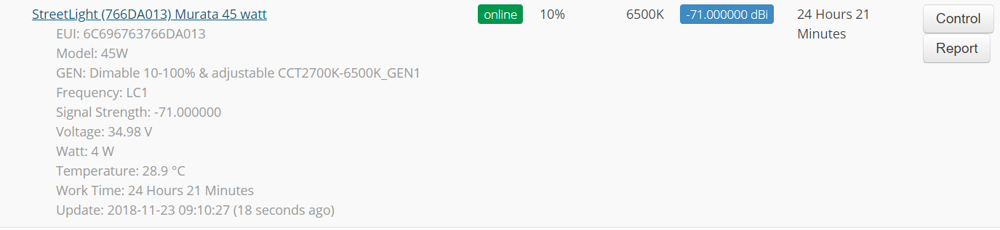 StreetLight (766DA013) Murata 45 watt online 10% 6500K -71.000000 dBi 24 Hours 21 Minutes Control
Report
EUI: 6C696763766DA013
Model: 45W
GEN: Dimable 10-100% & adjustable CCT2700K-6500K_GEN1
Frequency: LC1
Signal Strength: -71.000000
Voltage: 34.98 V
Watt: 4 W
Temperature: 28.9 °C
Work Time: 24 Hours 21 Minutes
Update: 2018-11-23 09:10:27 (18 seconds ago)